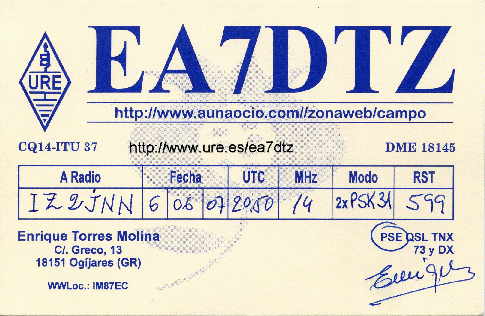 EA7DTZ
URE
http://www.aunaocio.com//zonaweb/campo
CQ14-ITU 37 http://www.ure.es/ea7dtz DME 18145
A Radio Fecha UTC MHz Modo RST
IZ2JNN 6 06 07 2050 14 2xPSK31 599
Enrique Torres Molina
C/. Greco, 13
18151 Ogíjares (GR)
WWLoc.: IM87EC
PSE QSL TNX
73 y DX
Enrique